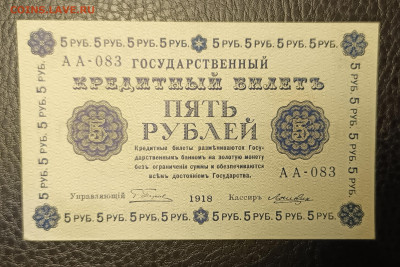 COINS.LAVE.RU
5 РУБ. 5 РУБ. 5 РУБ. 5 РУБ. 5 РУБ. 5 РУБ. 5 РУБ. 5 РУБ.
АА-083 ГОСУДАРСТВЕННЫЙ
КРЕДИТНЫЙ БИЛЕТЪ
5 ПЯТЬ 5
РУБЛЕЙ
Кредитные билеты размѣниваются Госу-
дарственнымъ банкомъ на золотую монету
безъ ограниченія суммы и обезпечиваются
всѣмъ достояніемъ Государства.
АА-083
Управляющій 1918 Кассиръ
5 РУБ. 5 РУБ. 5 РУБ. 5 РУБ. 5 РУБ. 5 РУБ.